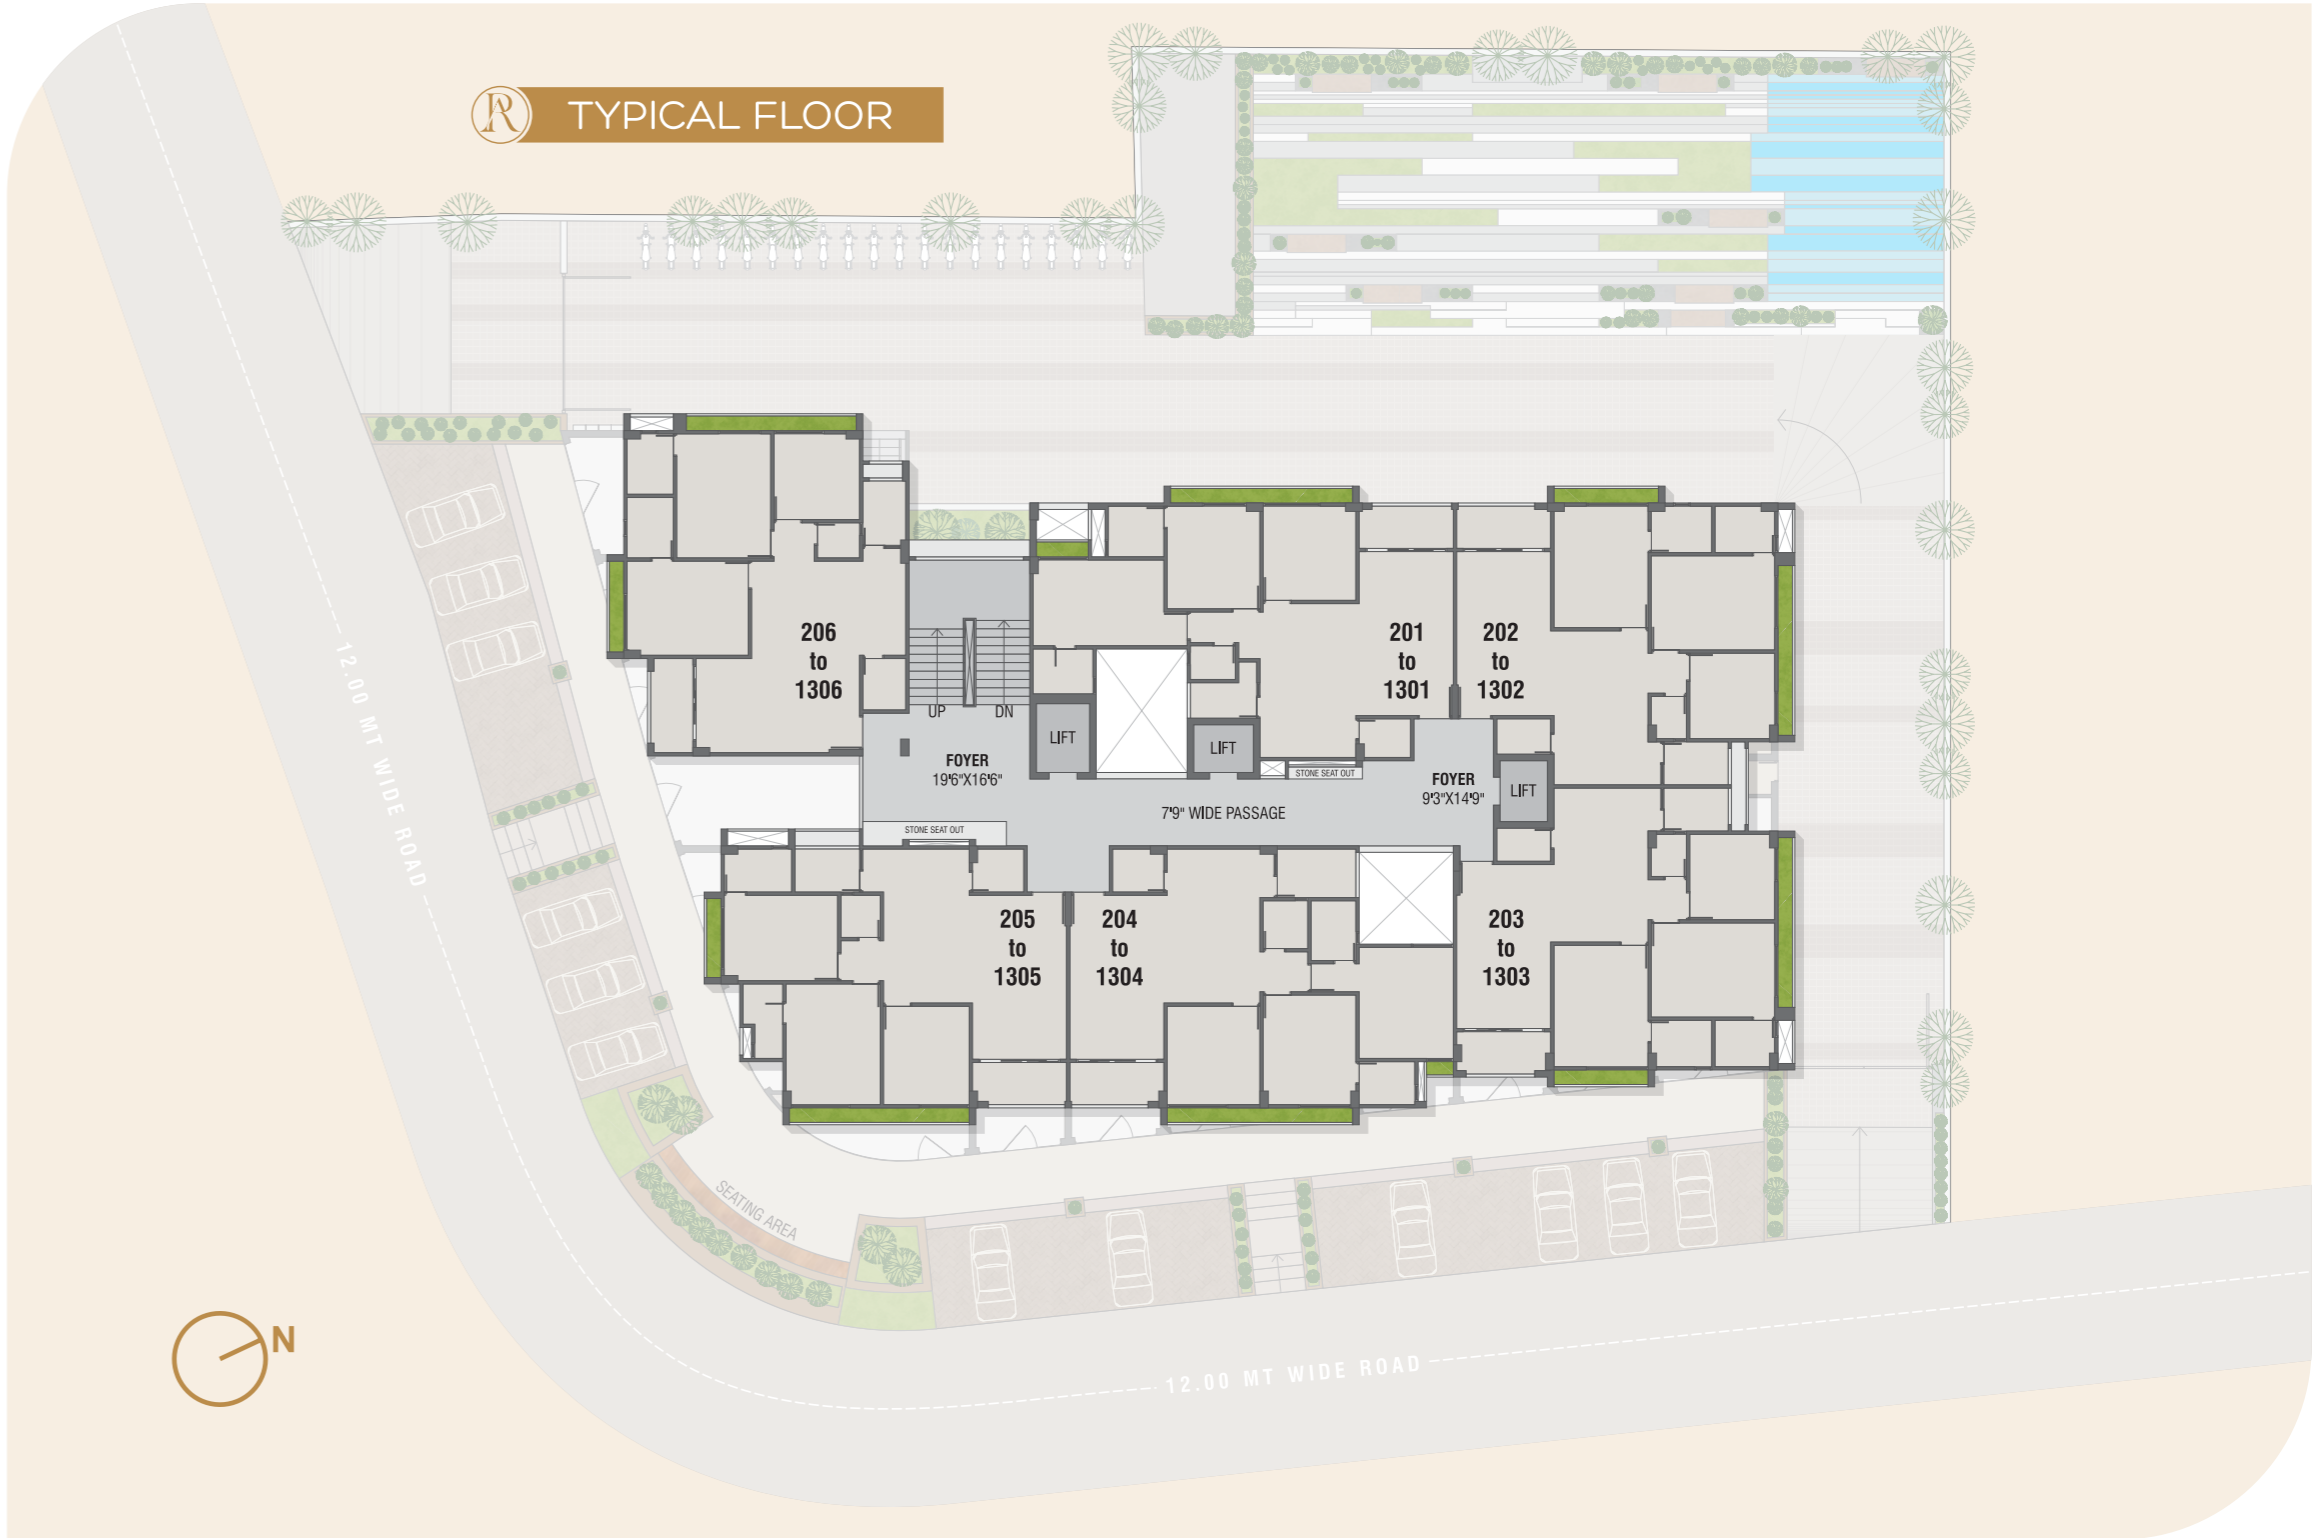 TYPICAL FLOOR
206
to
1306
201
to
1301
202
to
1302
12.00 MT WIDE ROAD
UP
DN
LIFT
LIFT
FOYER
19'6"X16'6"
STONE SEAT OUT
FOYER
9'3"X14'9"
LIFT
7'9" WIDE PASSAGE
STONE SEAT OUT
205
to
1305
204
to
1304
203
to
1303
SEATING AREA
N
12.00 MT WIDE ROAD